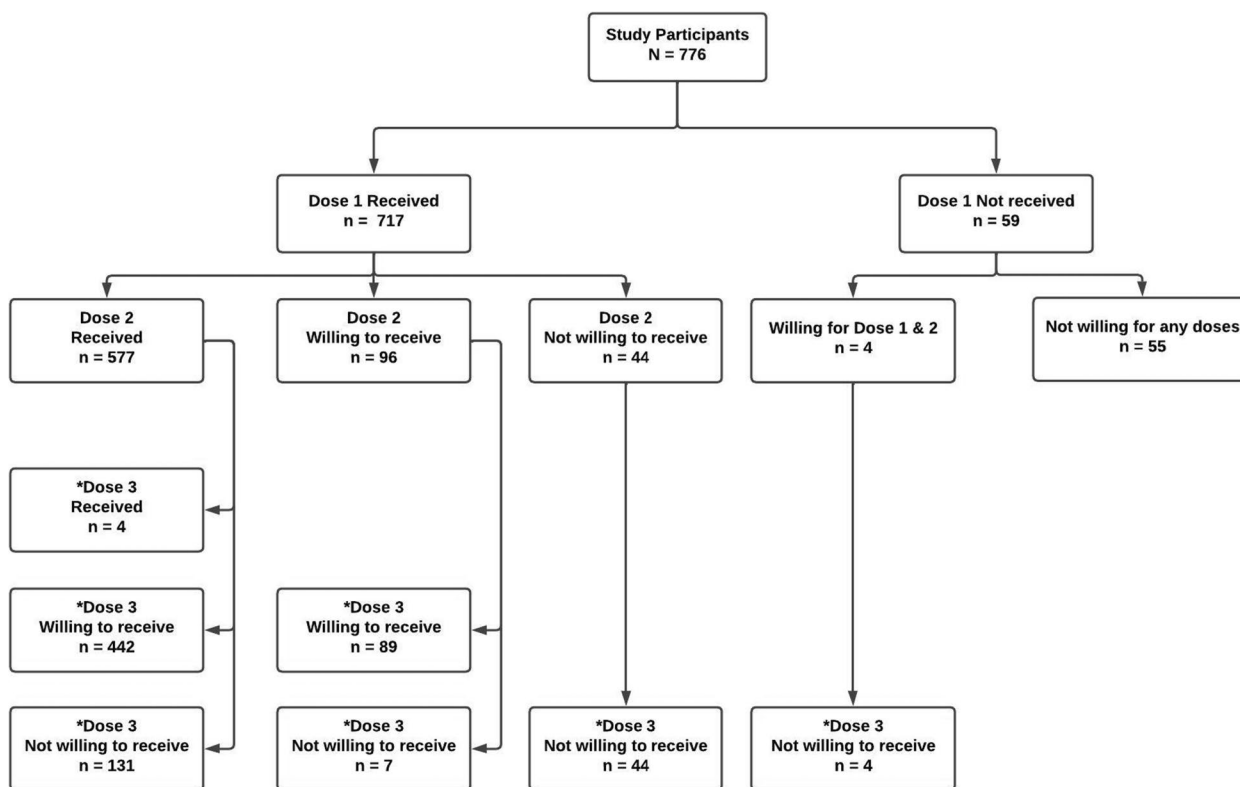 Study Participants
N = 776
Dose 1 Received
n =  717
Dose 1 Not received
n = 59
Dose 2
Received
n = 577
Dose 2
Willing to receive
n = 96
Dose 2
Not willing to receive
n = 44
Willing for Dose 1 & 2
n = 4
Not willing for any doses
n = 55
*Dose 3
Received
n = 4
*Dose 3
Willing to receive
n = 442
*Dose 3
Willing to receive
n = 89
*Dose 3
Not willing to receive
n = 131
*Dose 3
Not willing to receive
n = 7
*Dose 3
Not willing to receive
n = 44
*Dose 3
Not willing to receive
n = 4